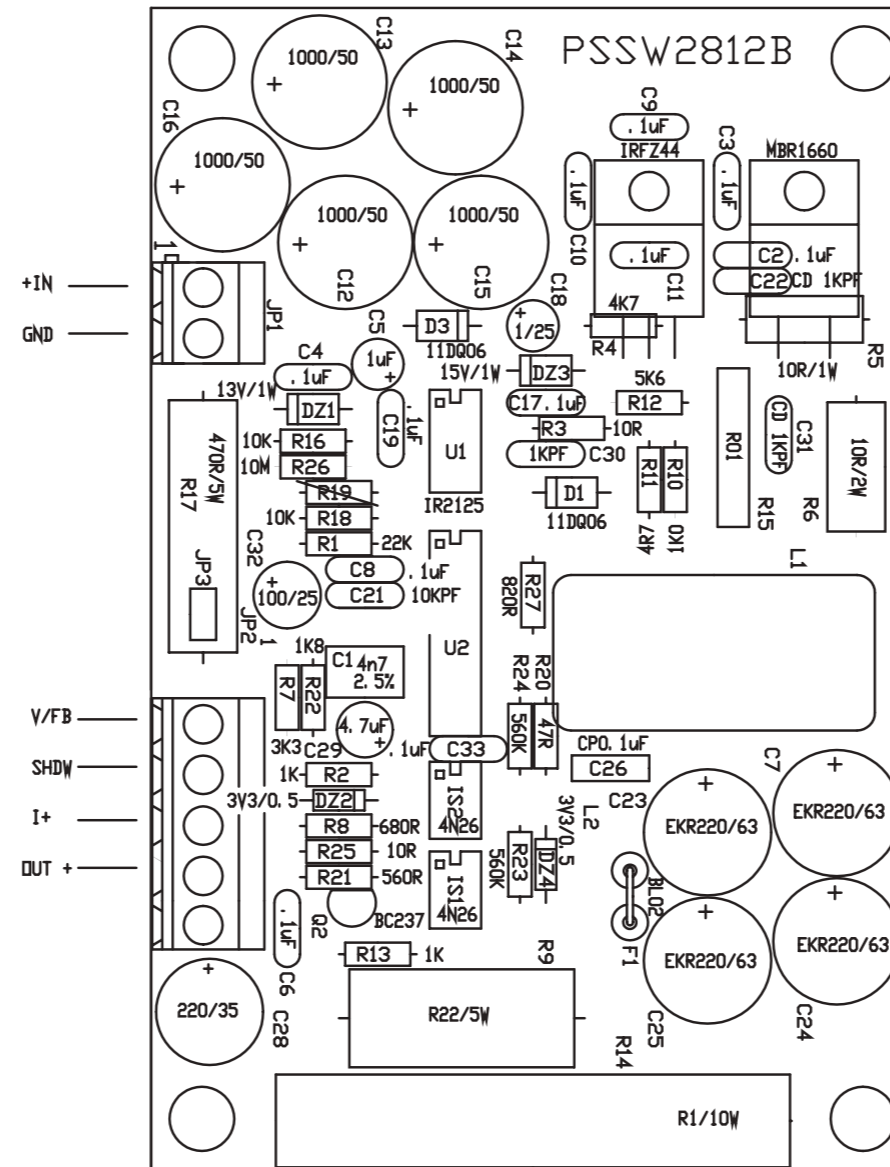 PSSW2812B
C13
1000/50
C14
1000/50
C16
1000/50
1000/50
C12
1000/50
C15
C9
.1uF
IRFZ44
C3
.1uF
MBR1660
.1uF
C10
.1uF
C11
C2
.1uF
C22
CD 1KPF
+IN
GND
1
JP1
C5
1uF
D3
11DQ06
C18
1/25
4K7
R4
R5
10R/1W
C4
.1uF
13V/1W
DZ1
C19
.1uF
15V/1W
DZ3
C17
.1uF
R3
10R
1KPF
C30
5K6
R12
R11
R10
4R7
1K0
R01
R15
CD 1KPF
C31
R6
10R/2W
470R/5W
R17
10K
R16
10M
R26
R19
10K
R18
R1
22K
U1
IR2125
D1
11DQ06
C32
100/25
C8
.1uF
C21
10KPF
JP3
JP2
1
U2
R27
820R
L1
1K8
C1
4n7
2.5%
R7
R22
3K3
4.7uF
C29
.1uF
C33
R24
R20
560K
47R
CP0.1uF
C26
V/FB
SHDW
I+
OUT +
1K
R2
3V3/0,5
DZ2
R8
680R
R25
10R
R21
560R
IS2
4N26
IS1
4N26
560K
R23
DZ4
3V3/0,5
L2
C23
C7
EKR220/63
EKR220/63
BL02
F1
EKR220/63
EKR220/63
C25
C24
Q2
BC237
.1uF
C6
R13
1K
R9
R22/5W
220/35
C28
R14
R1/10W